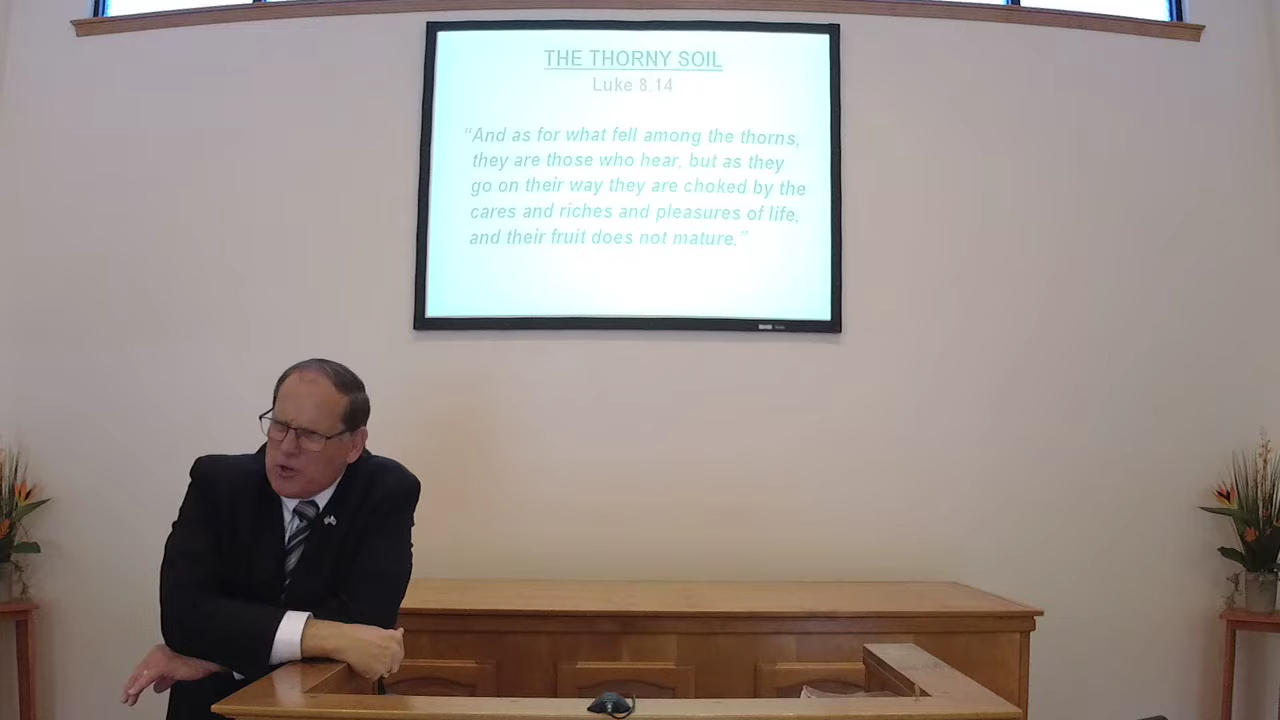 THE THORNY SOIL
Luke 8.14
“And as for what fell among the thorns,
they are those who hear, but as they
go on their way they are choked by the
cares and riches and pleasures of life,
and their fruit does not mature.”